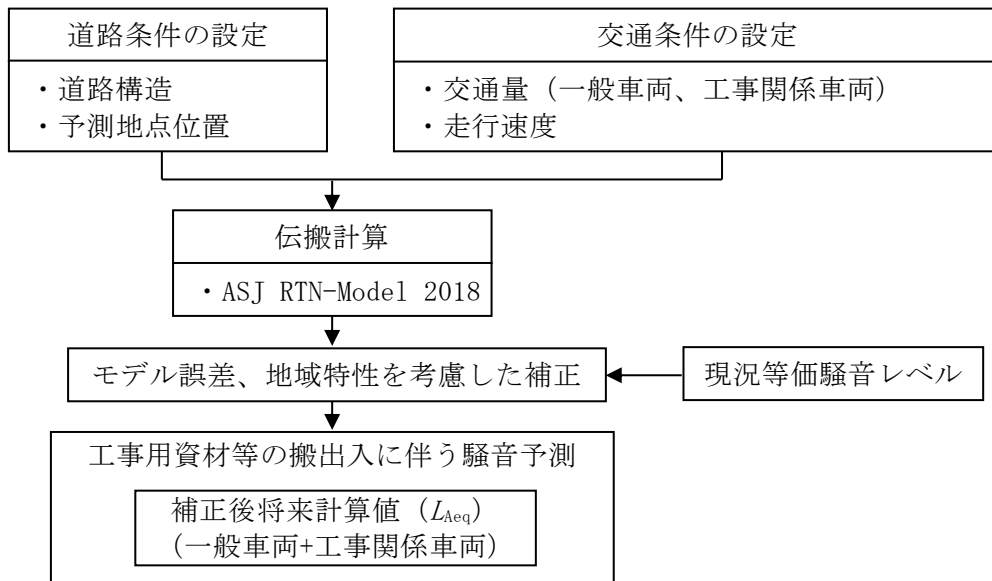 道路条件の設定
・道路構造
・予測地点位置
交通条件の設定
・交通量（一般車両、工事関係車両）
・走行速度
伝搬計算
・ASJ RTN-Model 2018
モデル誤差、地域特性を考慮した補正
現況等価騒音レベル
工事用資材等の搬出入に伴う騒音予測
補正後将来計算値（LAeq）
（一般車両+工事関係車両）